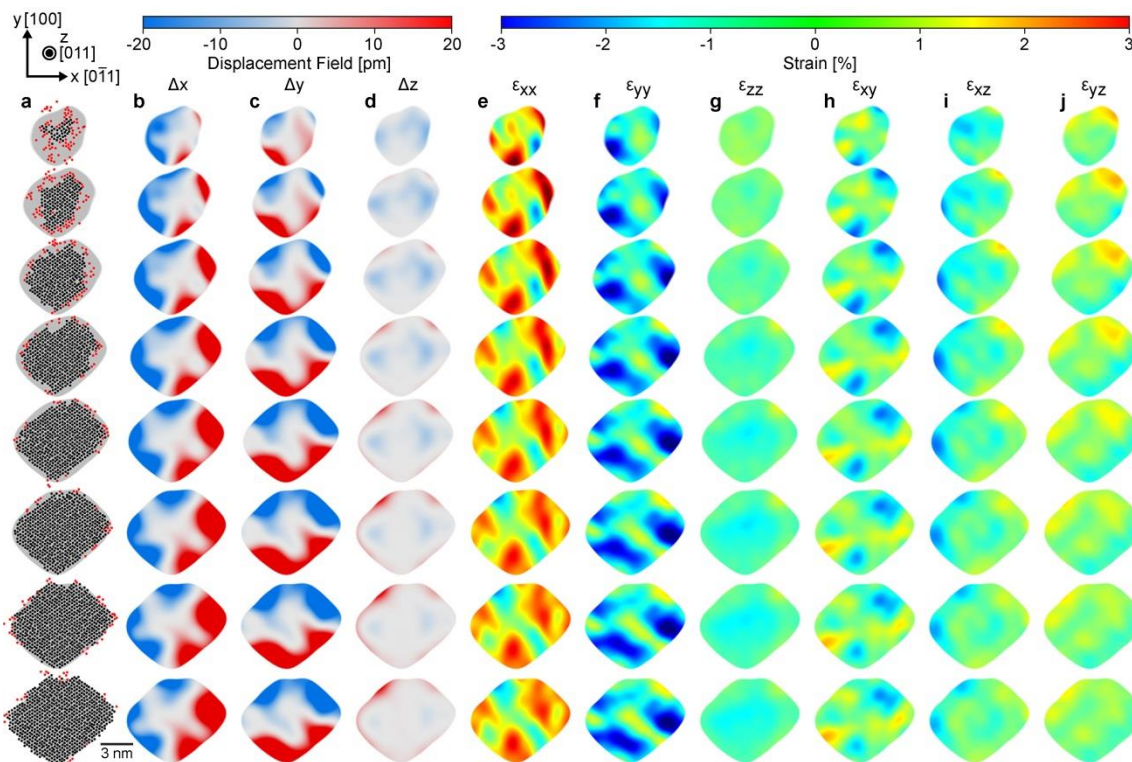 y [100]
z
[011]
x [01̄1]
-20 -10 0 10 20
Displacement Field [pm]
-3 -2 -1 0 1 2 3
Strain [%]
Δx Δy Δz εxx εyy εzz εxy εxz εyz
a b c d e f g h i j
3 nm